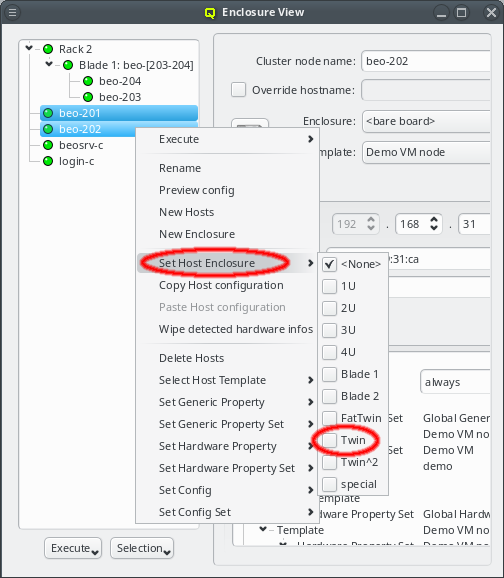 Enclosure View
Rack 2
Blade 1: beo-[203-204]
beo-204
beo-203
beo-201
beo-202
beosrv-c
login-c
Cluster node name:
beo-202
Override hostname:
Enclosure:
<bare board>
Demo VM node
192 . 168 . 31
Execute
Rename
Preview config
New Hosts
New Enclosure
Set Host Enclosure
Copy Host configuration
Paste Host configuration
Wipe detected hardware infos
Delete Hosts
Select Host Template
Set Generic Property
Set Generic Property Set
Set Hardware Property
Set Hardware Property Set
Set Config
Set Config Set
<None>
1U
2U
3U
4U
Blade 1
Blade 2
FatTwin
Twin
Twin^2
special
31:ca
always
Set
Global Gener
Demo VM no
Set
Demo VM no
demo
template
dware Property Set
Global Hardw
Template
Demo VM no
Hardware Property Set
Demo VM no
Execute
Selection